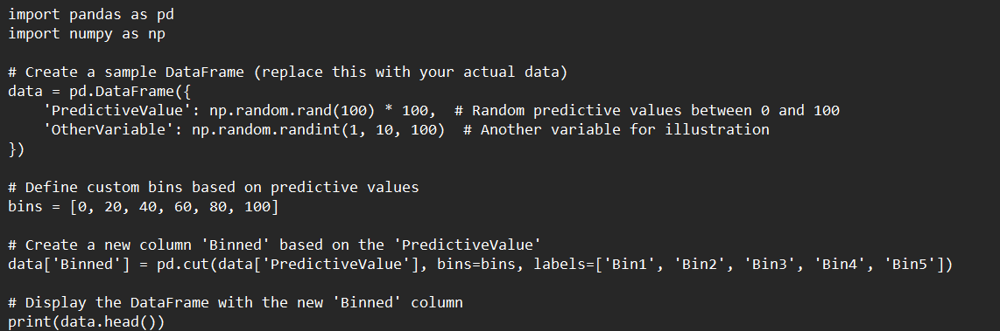 import pandas as pd
import numpy as np
# Create a sample DataFrame (replace this with your actual data)
data = pd.DataFrame({
    'PredictiveValue': np.random.rand(100) * 100,  # Random predictive values between 0 and 100
    'OtherVariable': np.random.randint(1, 10, 100)  # Another variable for illustration
})
# Define custom bins based on predictive values
bins = [0, 20, 40, 60, 80, 100]
# Create a new column 'Binned' based on the 'PredictiveValue'
data['Binned'] = pd.cut(data['PredictiveValue'], bins=bins, labels=['Bin1', 'Bin2', 'Bin3', 'Bin4', 'Bin5'])
# Display the DataFrame with the new 'Binned' column
print(data.head())